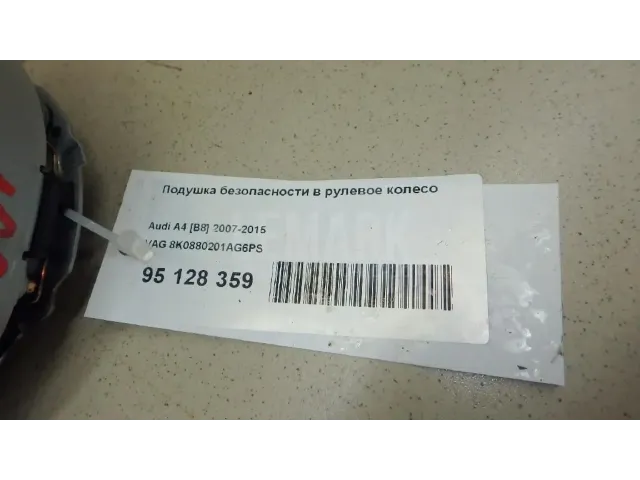 Подушка безопасности в рулевое колесо
Audi A4 [B8] 2007-2015
VAG 8K0880201AG6PS
95 128 359